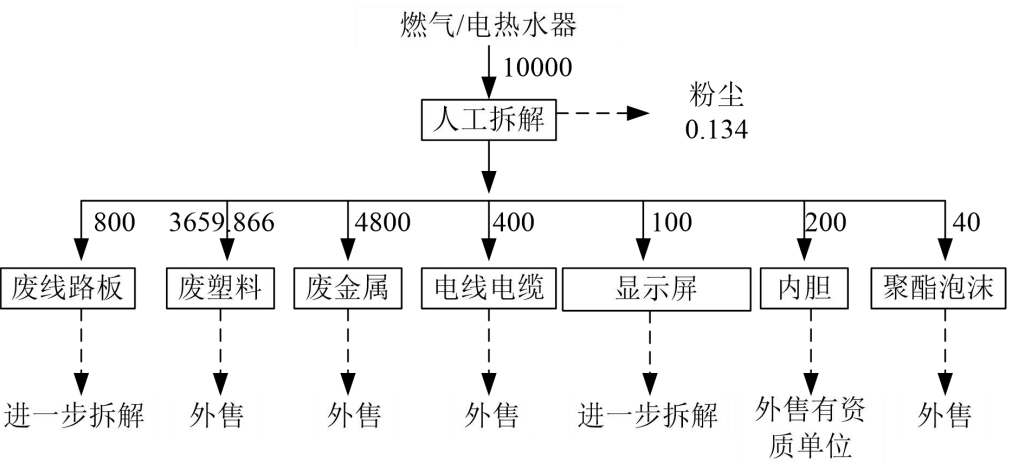 燃气/电热水器
10000
人工拆解
粉尘
0.134
800
3659.866
4800
400
100
200
40
废线路板
废塑料
废金属
电线电缆
显示屏
内胆
聚酯泡沫
进一步拆解
外售
外售
外售
进一步拆解
外售有资
质单位
外售